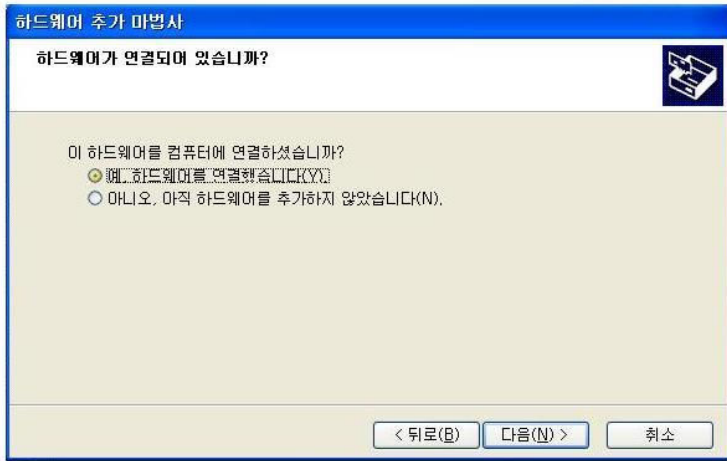 하드웨어 추가 마법사
하드웨어가 연결되어 있습니까?
이 하드웨어를 컴퓨터에 연결하셨습니까?
예, 하드웨어를 연결했습니다(Y).
아니오, 아직 하드웨어를 추가하지 않았습니다(N).
< 뒤로(B) 다음(N) > 취소